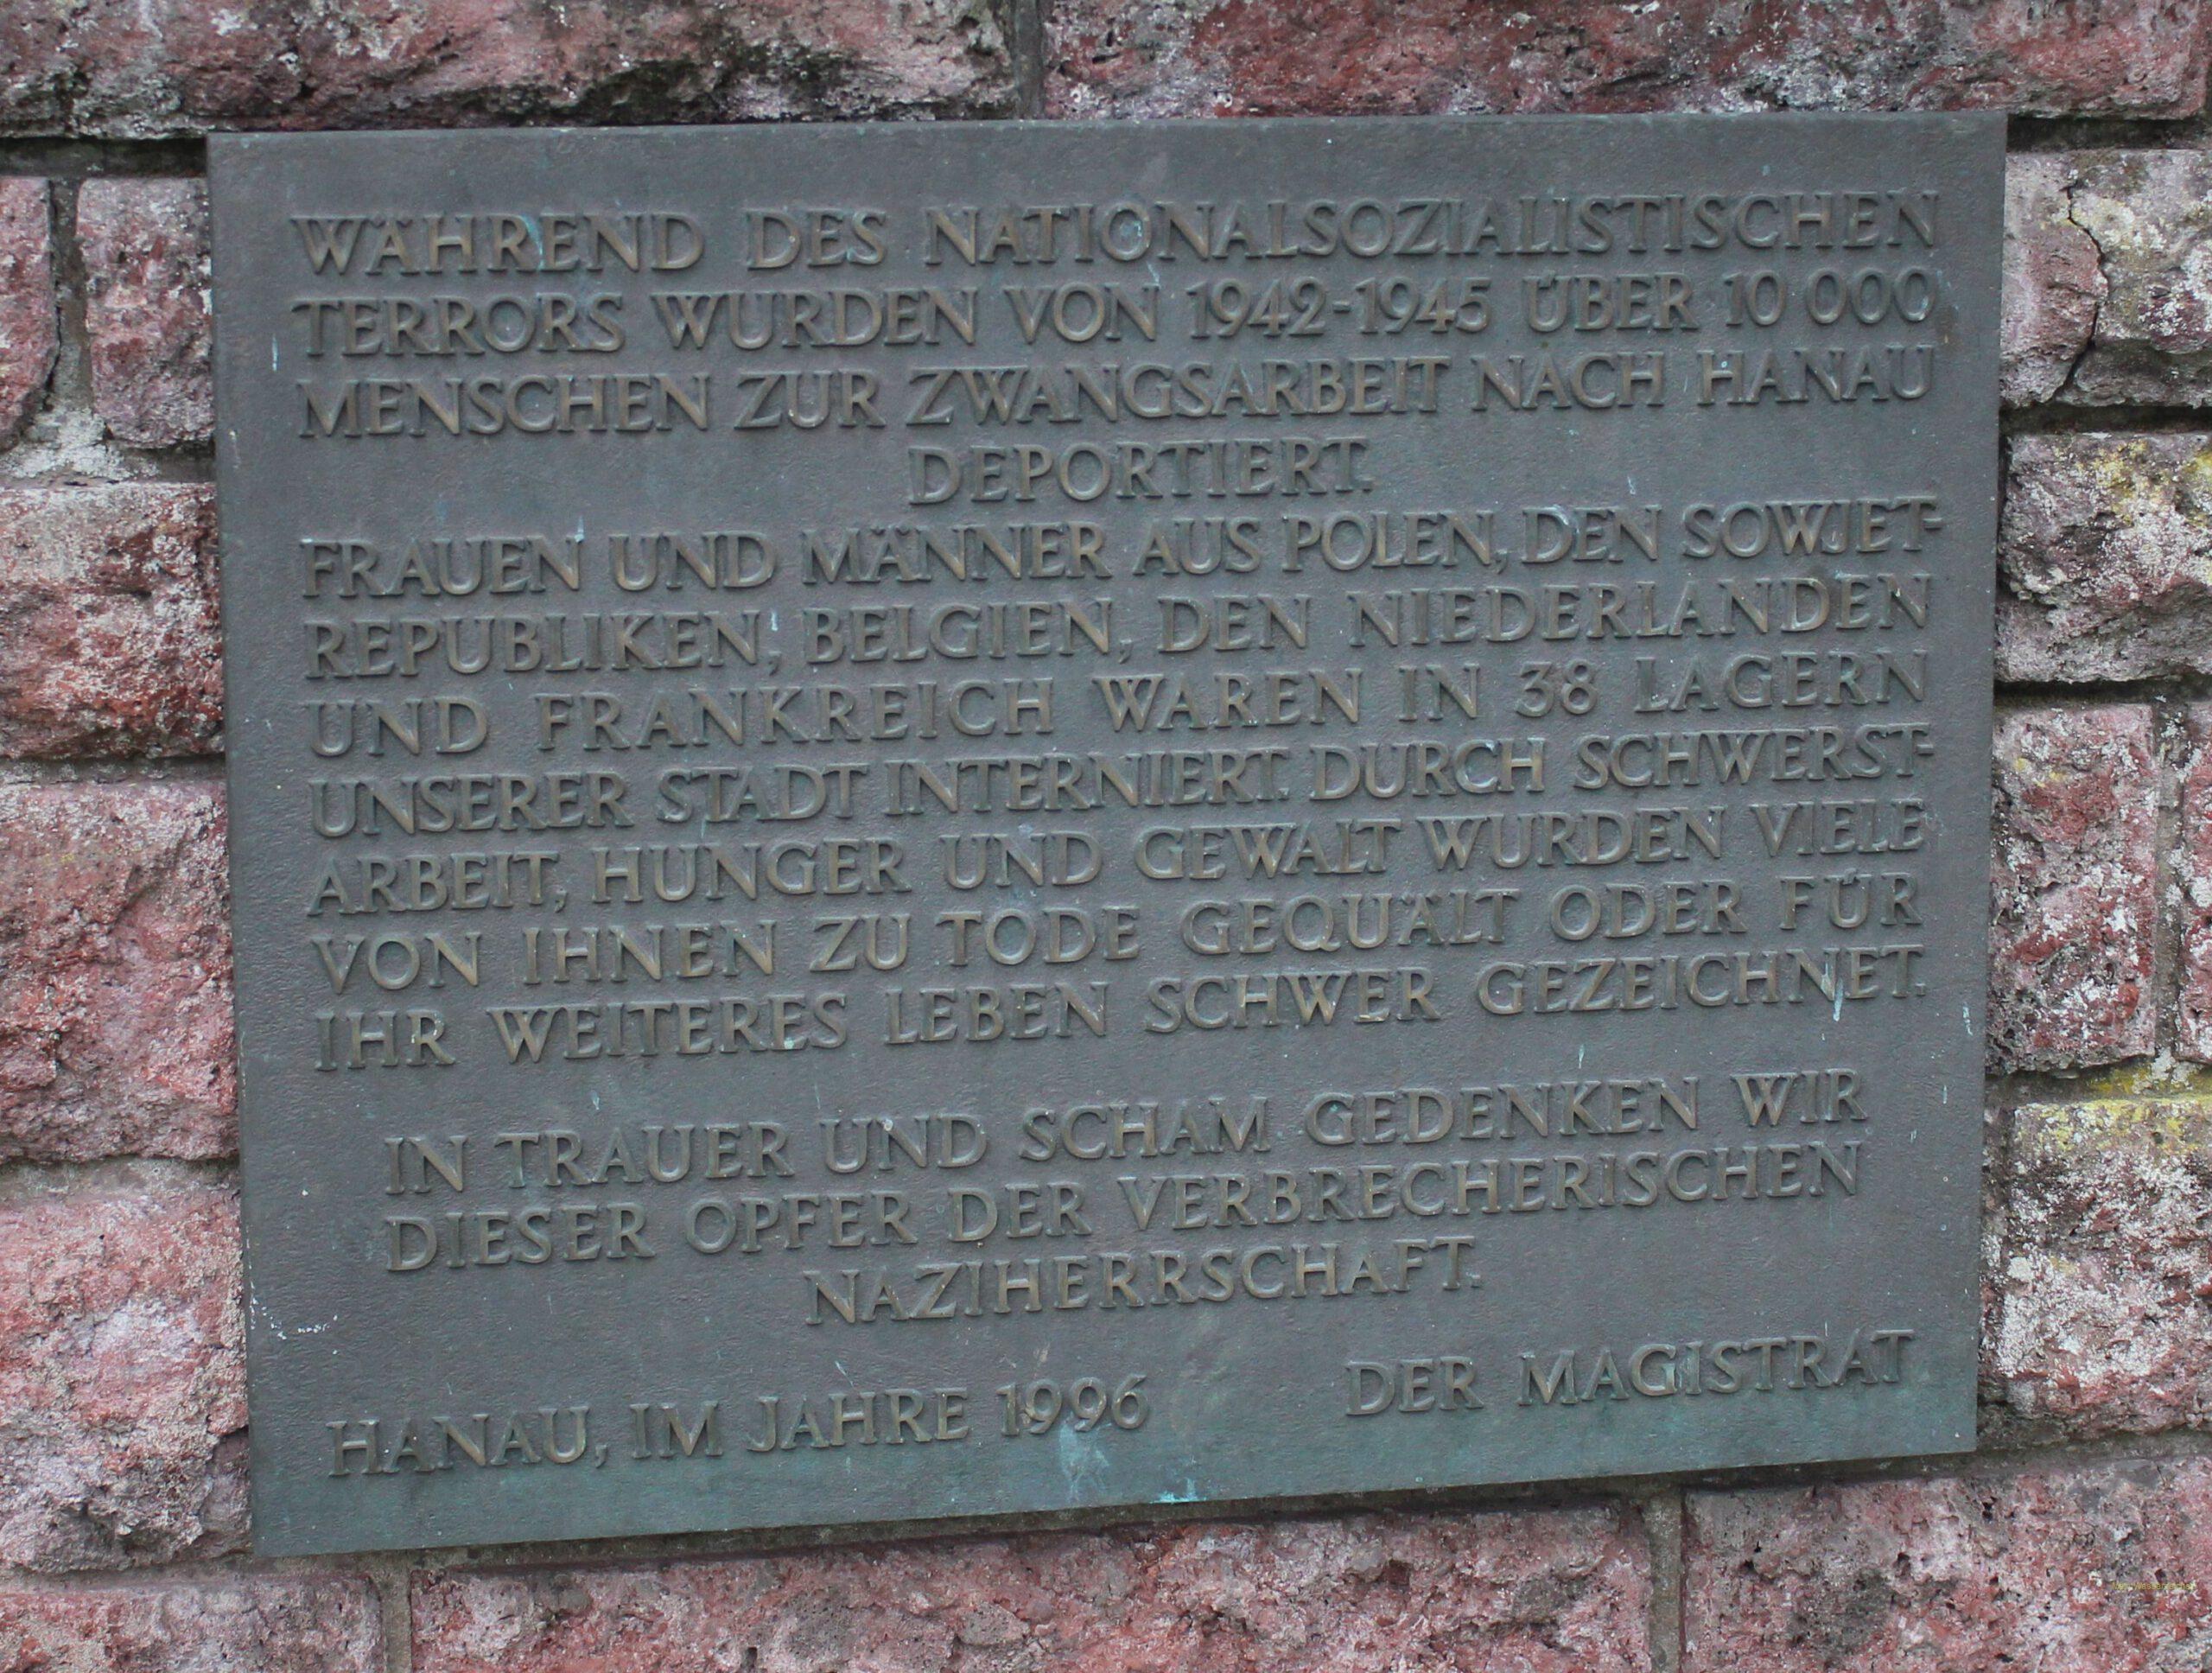 WÄHREND DES NATIONALSOZIALISTISCHEN
TERRORS WURDEN VON 1942-1945 ÜBER 10 000
MENSCHEN ZUR ZWANGSARBEIT NACH HANAU
DEPORTIERT.
FRAUEN UND MÄNNER AUS POLEN, DEN SOWJET-
REPUBLIKEN, BELGIEN, DEN NIEDERLANDEN
UND FRANKREICH WAREN IN 38 LAGERN
UNSERER STADT INTERNIERT. DURCH SCHWERST-
ARBEIT, HUNGER UND GEWALT WURDEN VIELE
VON IHNEN ZU TODE GEQUÄLT ODER FÜR
IHR WEITERES LEBEN SCHWER GEZEICHNET.
IN TRAUER UND SCHAM GEDENKEN WIR
DIESER OPFER DER VERBRECHERISCHEN
NAZIHERRSCHAFT.
HANAU, IM JAHRE 1996 DER MAGISTRAT